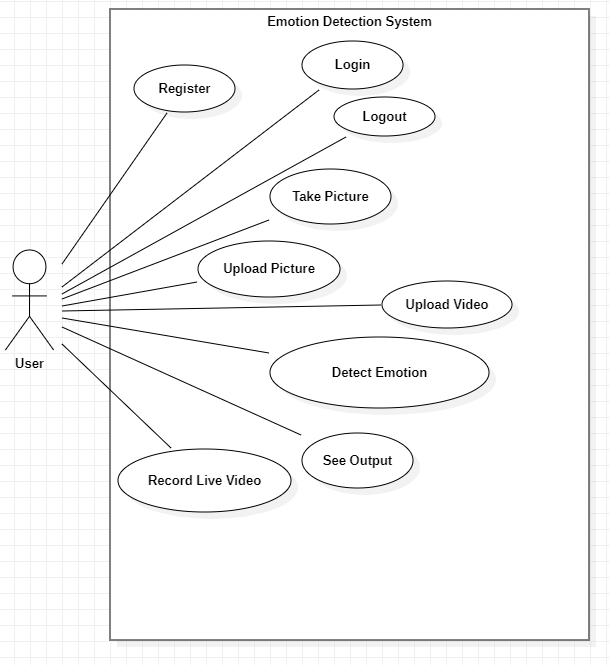 Emotion Detection System
Login
Register
Logout
Take Picture
Upload Picture
Upload Video
User
Detect Emotion
See Output
Record Live Video